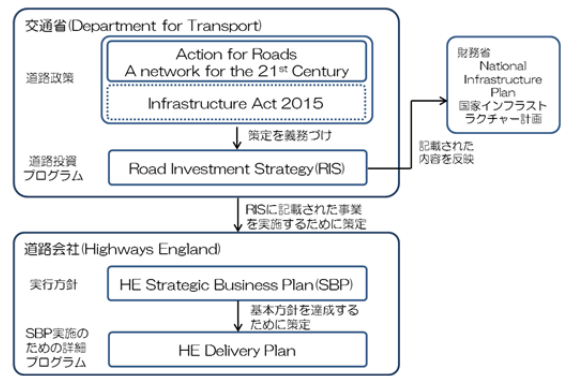 交通省(Department for Transport)
道路政策
Action for Roads
A network for the 21st Century
Infrastructure Act 2015
策定を義務づけ
道路投資
プログラム
Road Investment Strategy(RIS)
財務省
National
Infrastructure
Plan
国家インフラスト
ラクチャー計画
記載された
内容を反映
RISに記載された事業
を実施するために策定
道路会社(Highways England)
実行方針
HE Strategic Business Plan(SBP)
基本方針を達成する
ために策定
SBP実施の
ための詳細
プログラム
HE Delivery Plan